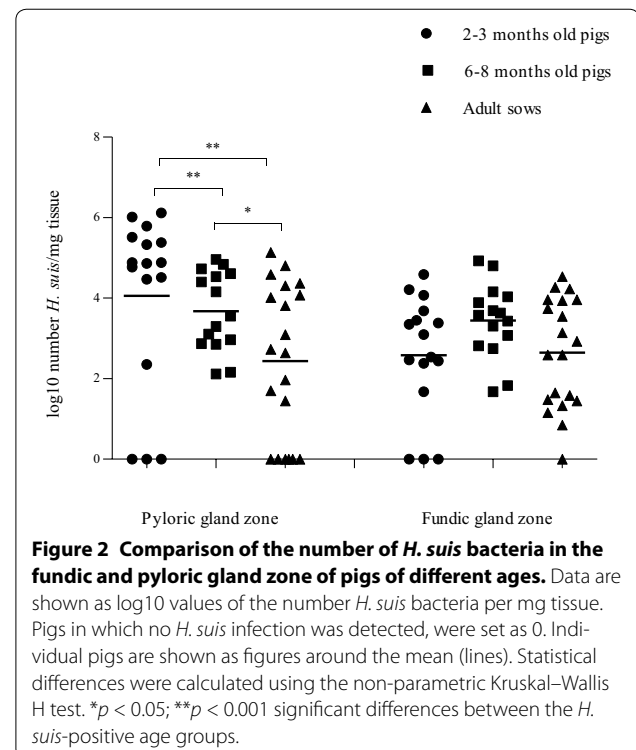 2-3 months old pigs
6-8 months old pigs
Adult sows
8
6
4
2
0
log10 number H. suis/mg tissue
**
**
*
Pyloric gland zone
Fundic gland zone
Figure 2 Comparison of the number of H. suis bacteria in the
fundic and pyloric gland zone of pigs of different ages. Data are
shown as log10 values of the number H. suis bacteria per mg tissue.
Pigs in which no H. suis infection was detected, were set as 0. Indi-
vidual pigs are shown as figures around the mean (lines). Statistical
differences were calculated using the non-parametric Kruskal–Wallis
H test. *p < 0.05; **p < 0.001 significant differences between the H.
suis-positive age groups.